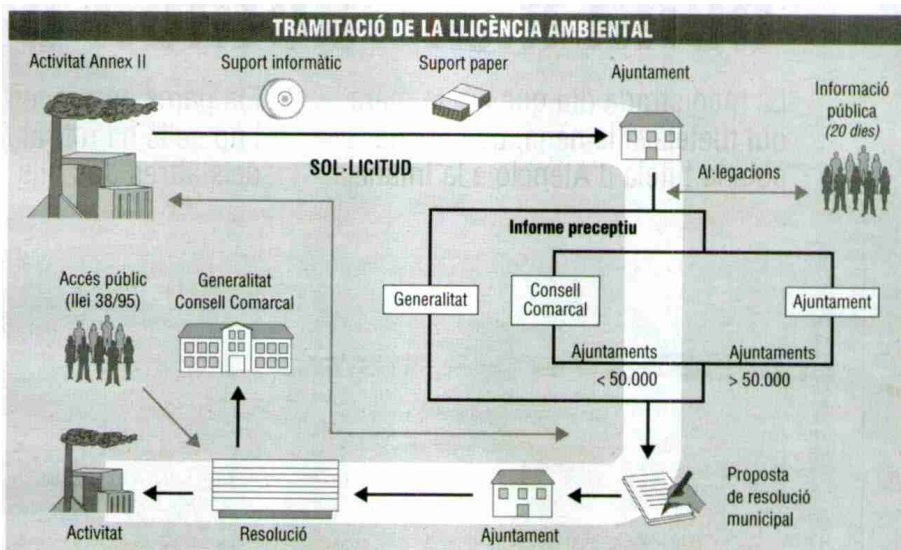 TRAMITACIÓ DE LA LLICÈNCIA AMBIENTAL
Activitat Annex II
Suport informàtic
Suport paper
Ajuntament
Informació
pública
(20 dies)
SOL·LICITUD
Al·legacions
Informe preceptiu
Accés públic
(llei 38/95)
Generalitat
Consell Comarcal
Generalitat
Consell
Comarcal
Ajuntament
Ajuntaments
< 50.000
Ajuntaments
> 50.000
Proposta
de resolució
municipal
Activitat
Resolució
Ajuntament